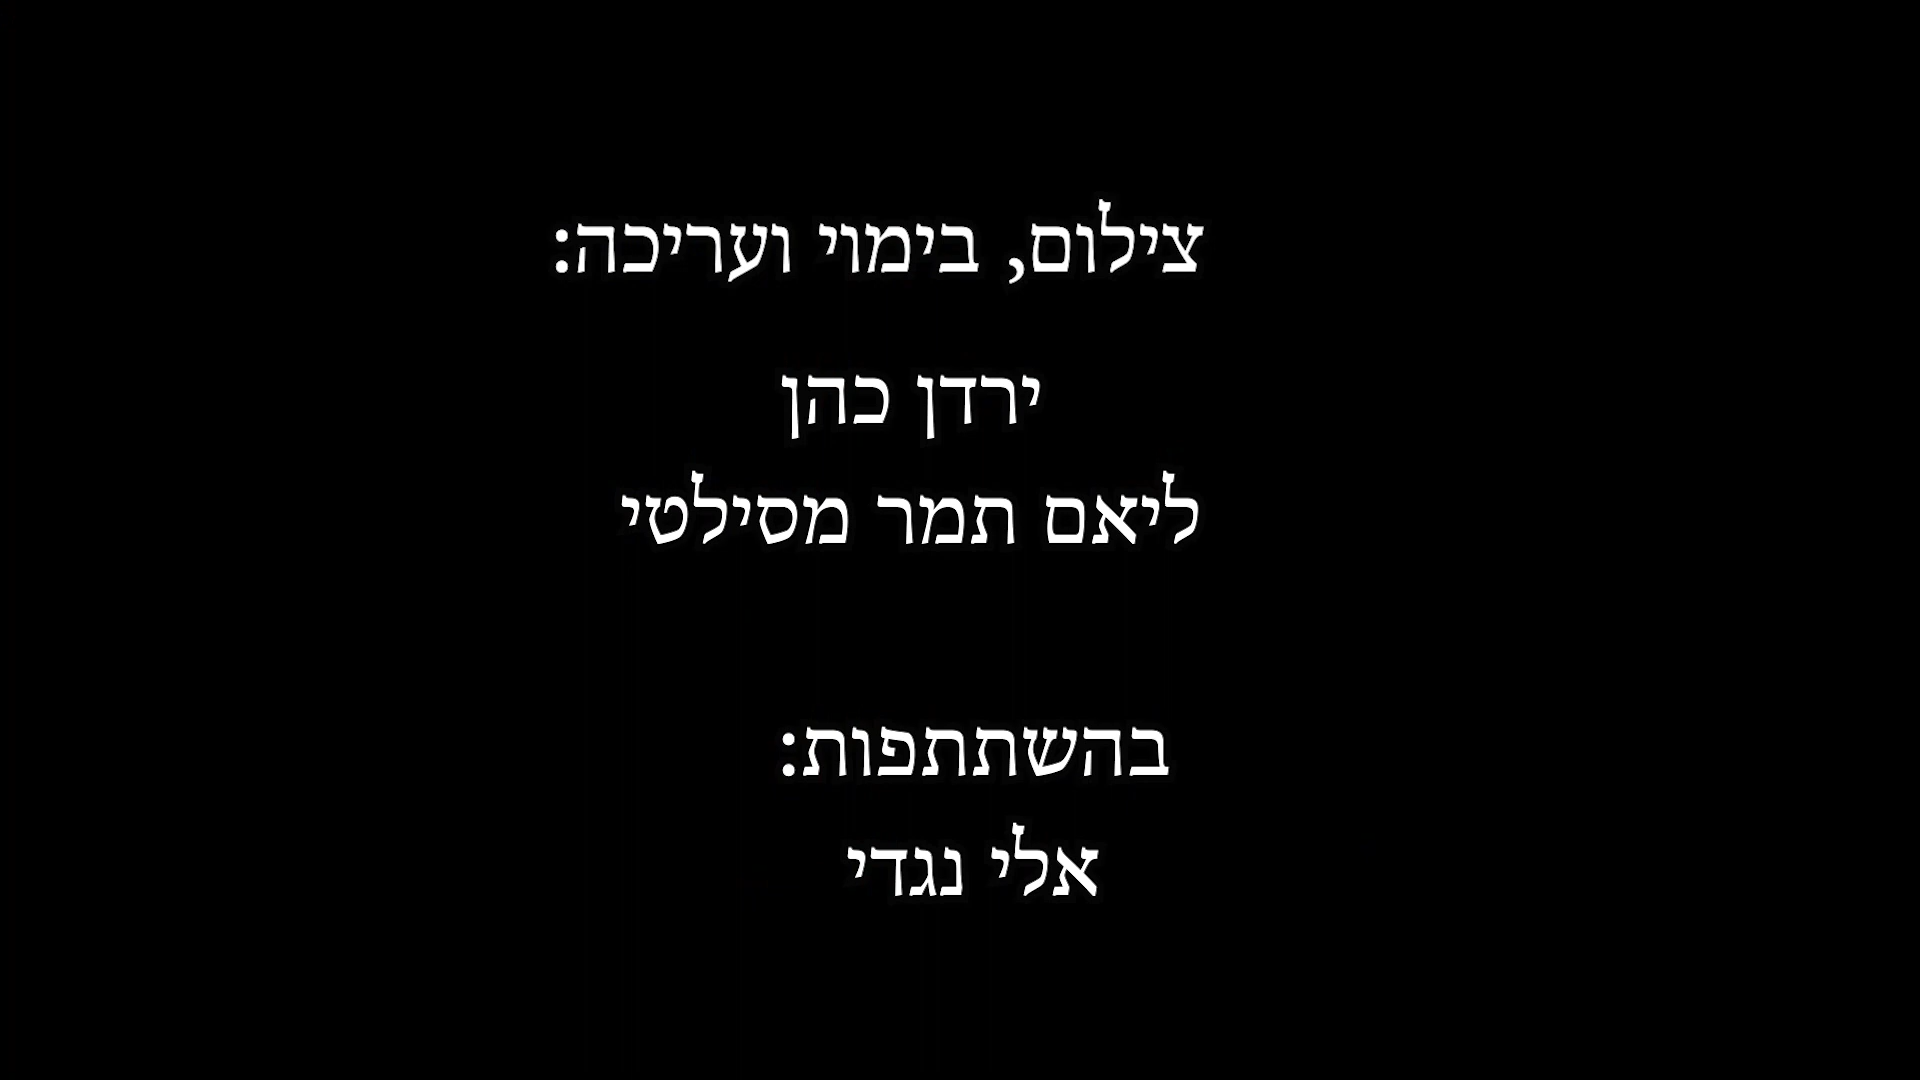 צילום, בימוי ועריכה:
ירדן כהן
ליאם תמר מסילטי
בהשתתפות:
אלי נגדי